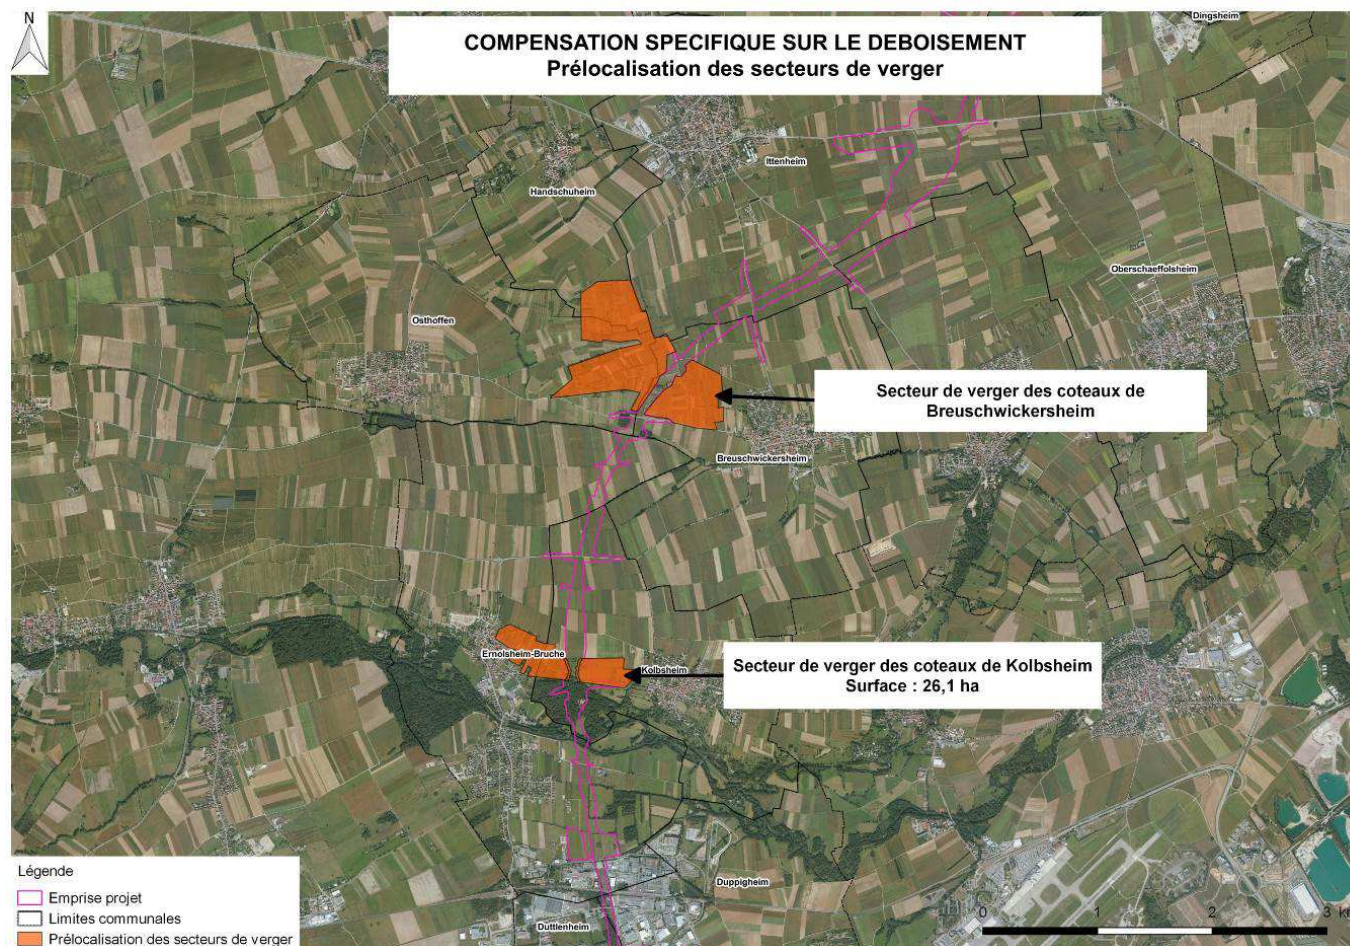 N
Dingsheim
COMPENSATION SPECIFIQUE SUR LE DEBOISEMENT
Prélocalisation des secteurs de verger
Ittenheim
Handschuheim
Oberschaeffolsheim
Osthoffen
Secteur de verger des coteaux de
Breuschwickersheim
Breuschwickersheim
Ernolsheim-Bruche
Kolbsheim
Secteur de verger des coteaux de Kolbsheim
Surface : 26,1 ha
Légende
Emprise projet
Limites communales
Prélocalisation des secteurs de verger
Duppigheim
Duttlenheim
0 1 2 3 km